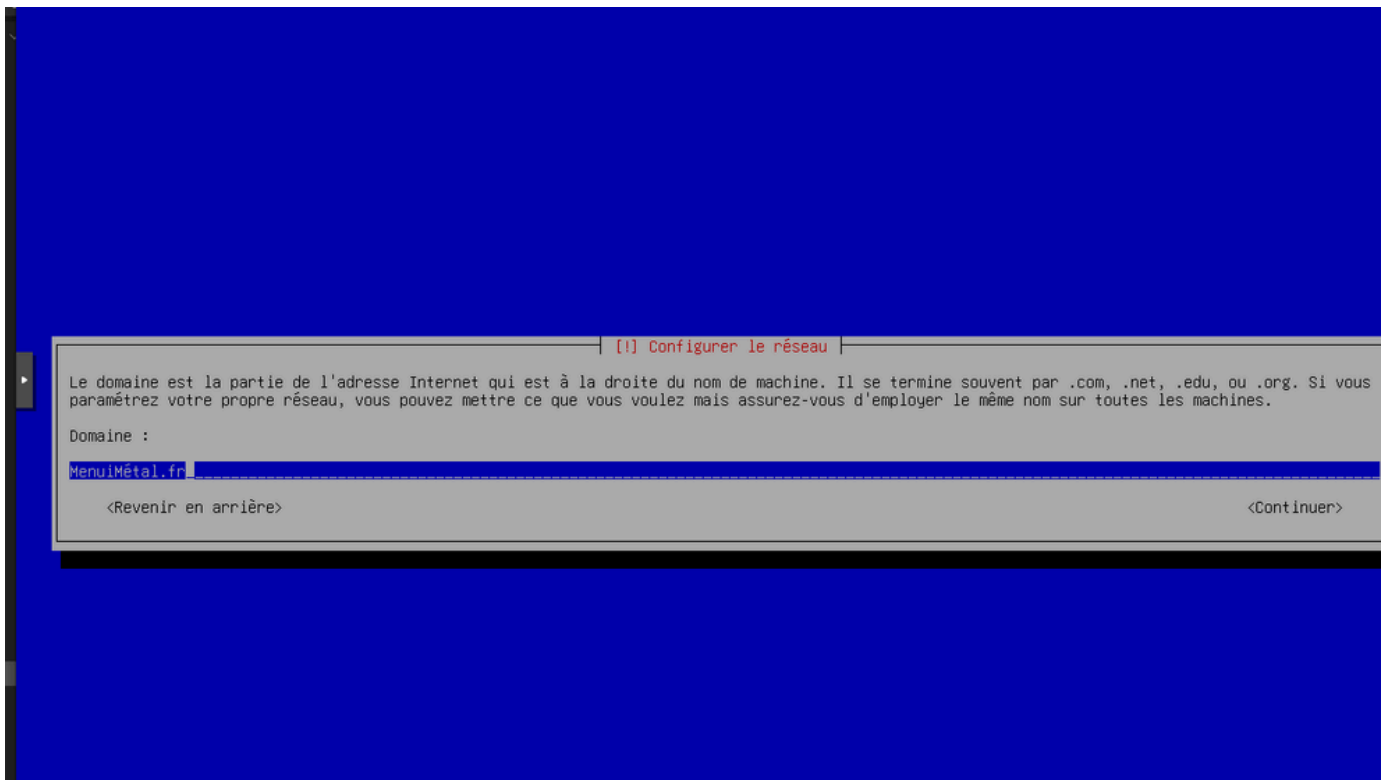 [!] Configurer le réseau
Le domaine est la partie de l'adresse Internet qui est à la droite du nom de machine. Il se termine souvent par .com, .net, .edu, ou .org. Si vous
paramétrez votre propre réseau, vous pouvez mettre ce que vous voulez mais assurez-vous d'employer le même nom sur toutes les machines.
Domaine :
MenuiMétal.fr
<Revenir en arrière> <Continuer>